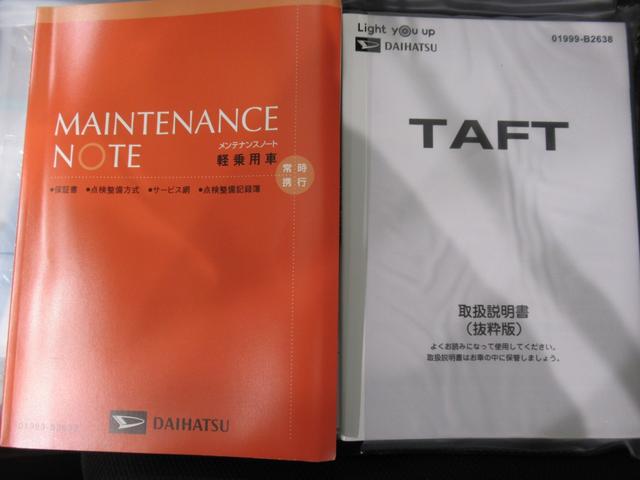 MAINTENANCE
NOTE
メンテナンスノート
軽乗用車
常時
携行
•保証書 •点検整備方式 •サービス網 •点検整備記録簿
DAIHATSU
Light you up
DAIHATSU
01999-B2638
TAFT
取扱説明書
(抜粋版)
よくお読みになって使用してください。
取扱説明書はお車の中に保管しましょう。